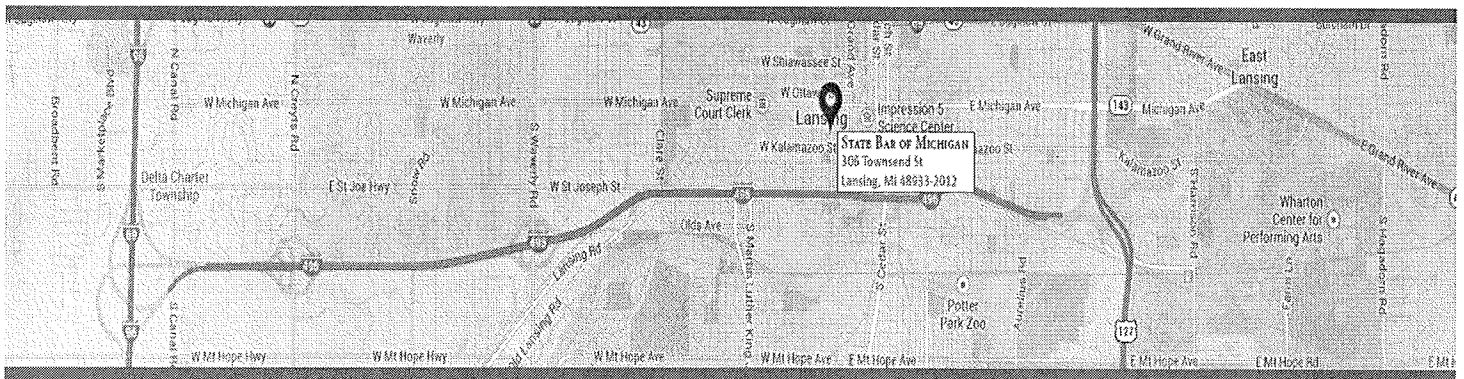 Waverly
W Shiawassee St
W Michigan Ave
W Michigan Ave
W Michigan Ave
Supreme
Court Clerk
W Ottaw
Lansing
Impression 5
Science Center
E Michigan Ave
143
Michigan Ave
W Grand River Ave
East
Lansing
E Grand River Ave
Broadbent Rd
S Marketplace Blvd
N Canal Rd
N Creyts Rd
S Waverly Rd
Clare St
Grand Ave
W Kalamazoo St
azoo St
Kalamazoo St
STATE BAR OF MICHIGAN
306 Townsend St
Lansing, MI 48933-2012
Delta Charter
Township
E St Joe Hwy
Snow Rd
W St Joseph St
Olds Ave
Lansing Rd
Old Lansing Rd
S Martin Luther King
S Cedar St
Potter
Park Zoo
Aurelius Rd
127
S Harrison Rd
Wharton
Center for
Performing Arts
Farm Ln
S Hagadorn Rd
S Canal Rd
W Mt Hope Hwy
W Mt Hope Hwy
W Mt Hope Ave
W Mt Hope Ave
E Mt Hope Ave
E Mt Hope Ave
E Mt Hope Rd
E Mt H